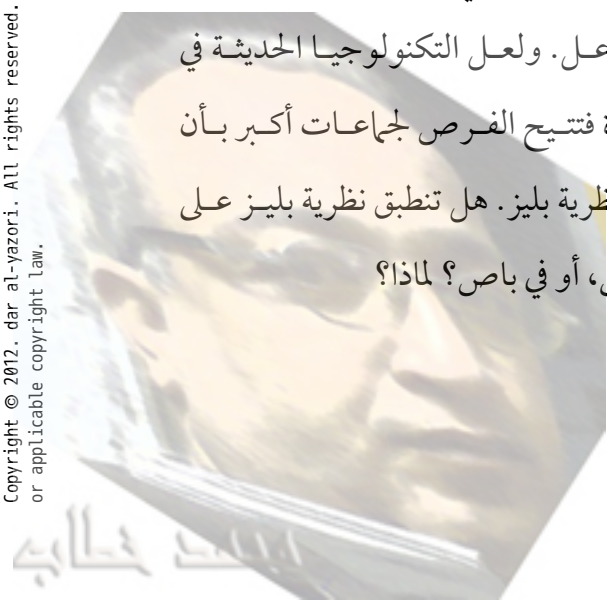 عل. ولعل التكنولوجيا الحديثة في
ة فتتيح الفرص لجماعات أكبر بأن
ظرية بليز. هل تنطبق نظرية بليز على
، أو في باص؟ لماذا؟
Copyright © 2012. dar al-yazori. All rights reserved.
or applicable copyright law.